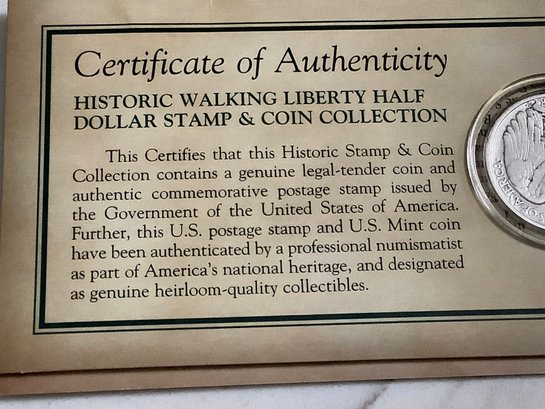 Certificate of Authenticity
HISTORIC WALKING LIBERTY HALF
DOLLAR STAMP & COIN COLLECTION
This Certifies that this Historic Stamp & Coin
Collection contains a genuine legal-tender coin and
authentic commemorative postage stamp issued by
the Government of the United States of America.
Further, this U.S. postage stamp and U.S. Mint coin
have been authenticated by a professional numismatist
as part of America's national heritage, and designated
as genuine heirloom-quality collectibles.